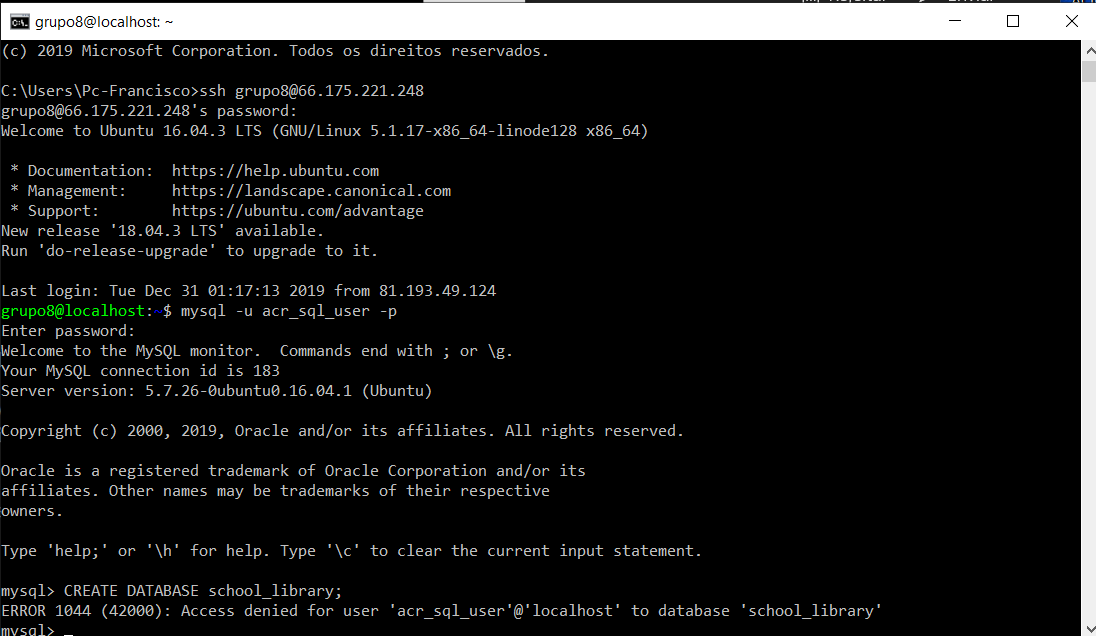 grupo8@localhost: ~
(c) 2019 Microsoft Corporation. Todos os direitos reservados.
C:\Users\Pc-Francisco>ssh grupo8@66.175.221.248
grupo8@66.175.221.248's password:
Welcome to Ubuntu 16.04.3 LTS (GNU/Linux 5.1.17-x86_64-linode128 x86_64)
* Documentation:  https://help.ubuntu.com
* Management:     https://landscape.canonical.com
* Support:        https://ubuntu.com/advantage
New release '18.04.3 LTS' available.
Run 'do-release-upgrade' to upgrade to it.
Last login: Tue Dec 31 01:17:13 2019 from 81.193.49.124
grupo8@localhost:~$ mysql -u acr_sql_user -p
Enter password:
Welcome to the MySQL monitor.  Commands end with ; or \g.
Your MySQL connection id is 183
Server version: 5.7.26-0ubuntu0.16.04.1 (Ubuntu)
Copyright (c) 2000, 2019, Oracle and/or its affiliates. All rights reserved.
Oracle is a registered trademark of Oracle Corporation and/or its
affiliates. Other names may be trademarks of their respective
owners.
Type 'help;' or '\h' for help. Type '\c' to clear the current input statement.
mysql> CREATE DATABASE school_library;
ERROR 1044 (42000): Access denied for user 'acr_sql_user'@'localhost' to database 'school_library'
mysql> _